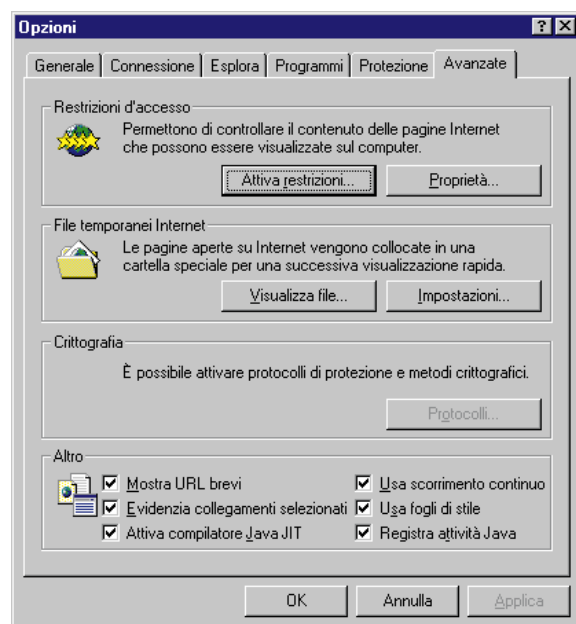 Opzioni
Generale Connessione Esplora Programmi Protezione Avanzate
Restrizioni d'accesso
Permettono di controllare il contenuto delle pagine Internet
che possono essere visualizzate sul computer.
Attiva restrizioni... Proprietà...
File temporanei Internet
Le pagine aperte su Internet vengono collocate in una
cartella speciale per una successiva visualizzazione rapida.
Visualizza file... Impostazioni...
Crittografia
È possibile attivare protocolli di protezione e metodi crittografici.
Protocolli...
Altro
Mostra URL brevi Usa scorrimento continuo
Evidenzia collegamenti selezionati Usa fogli di stile
Attiva compilatore Java JIT Registra attività Java
OK Annulla Applica